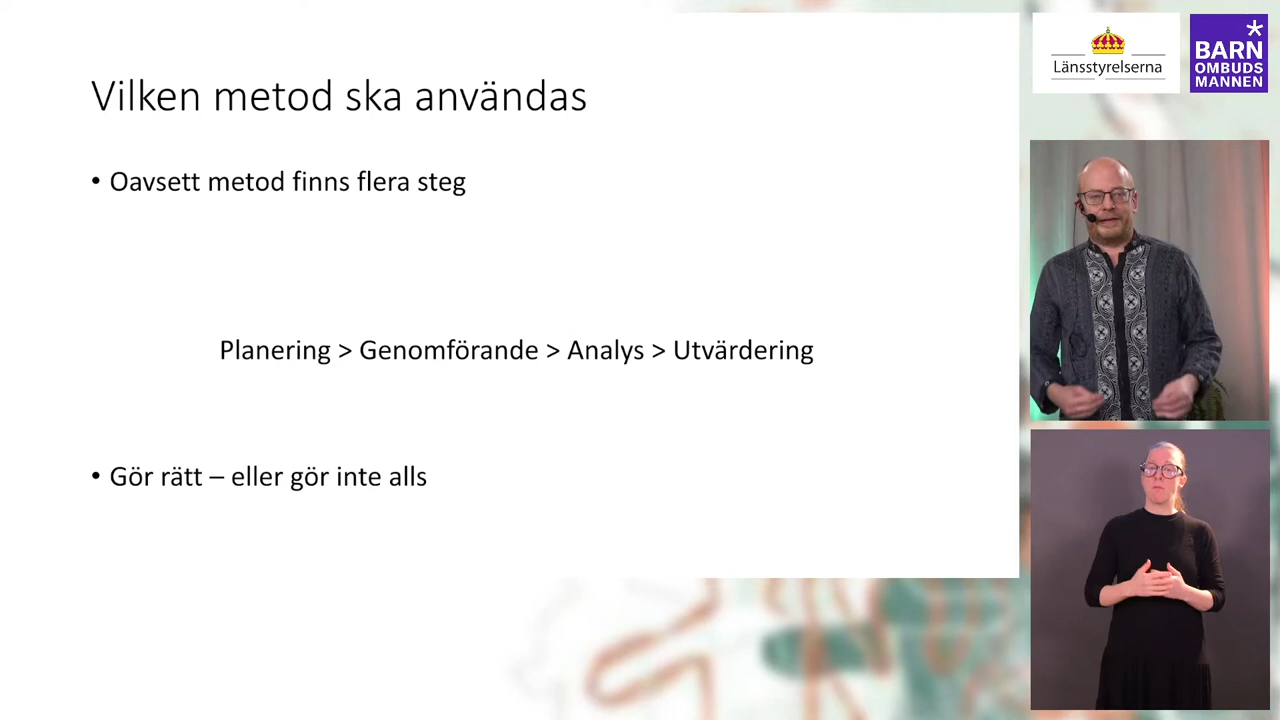 Vilken metod ska användas
• Oavsett metod finns flera steg
Planering > Genomförande > Analys > Utvärdering
• Gör rätt – eller gör inte alls
Länsstyrelserna
BARN
OMBUDS
MANNEN